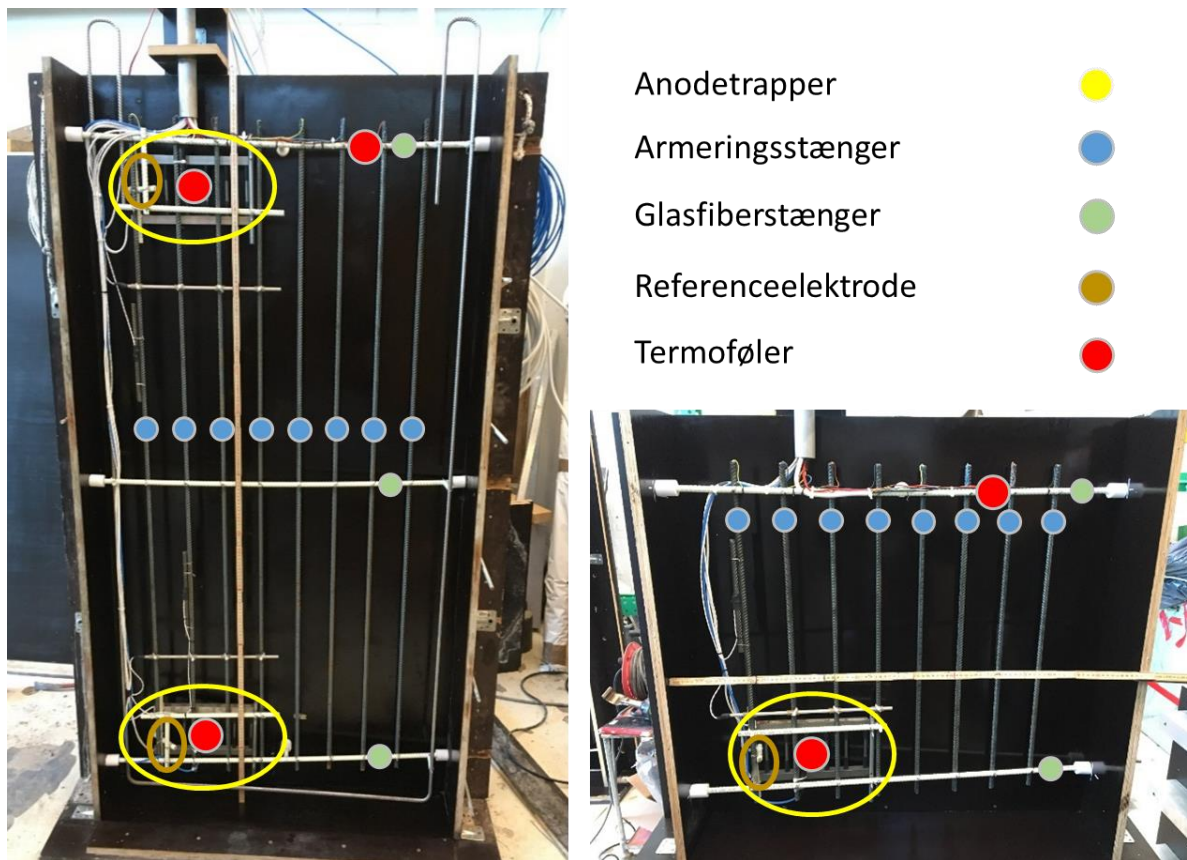 Anodetrapper
Armeringsstænger
Glasfiberstænger
Referenceelektrode
Termoføler